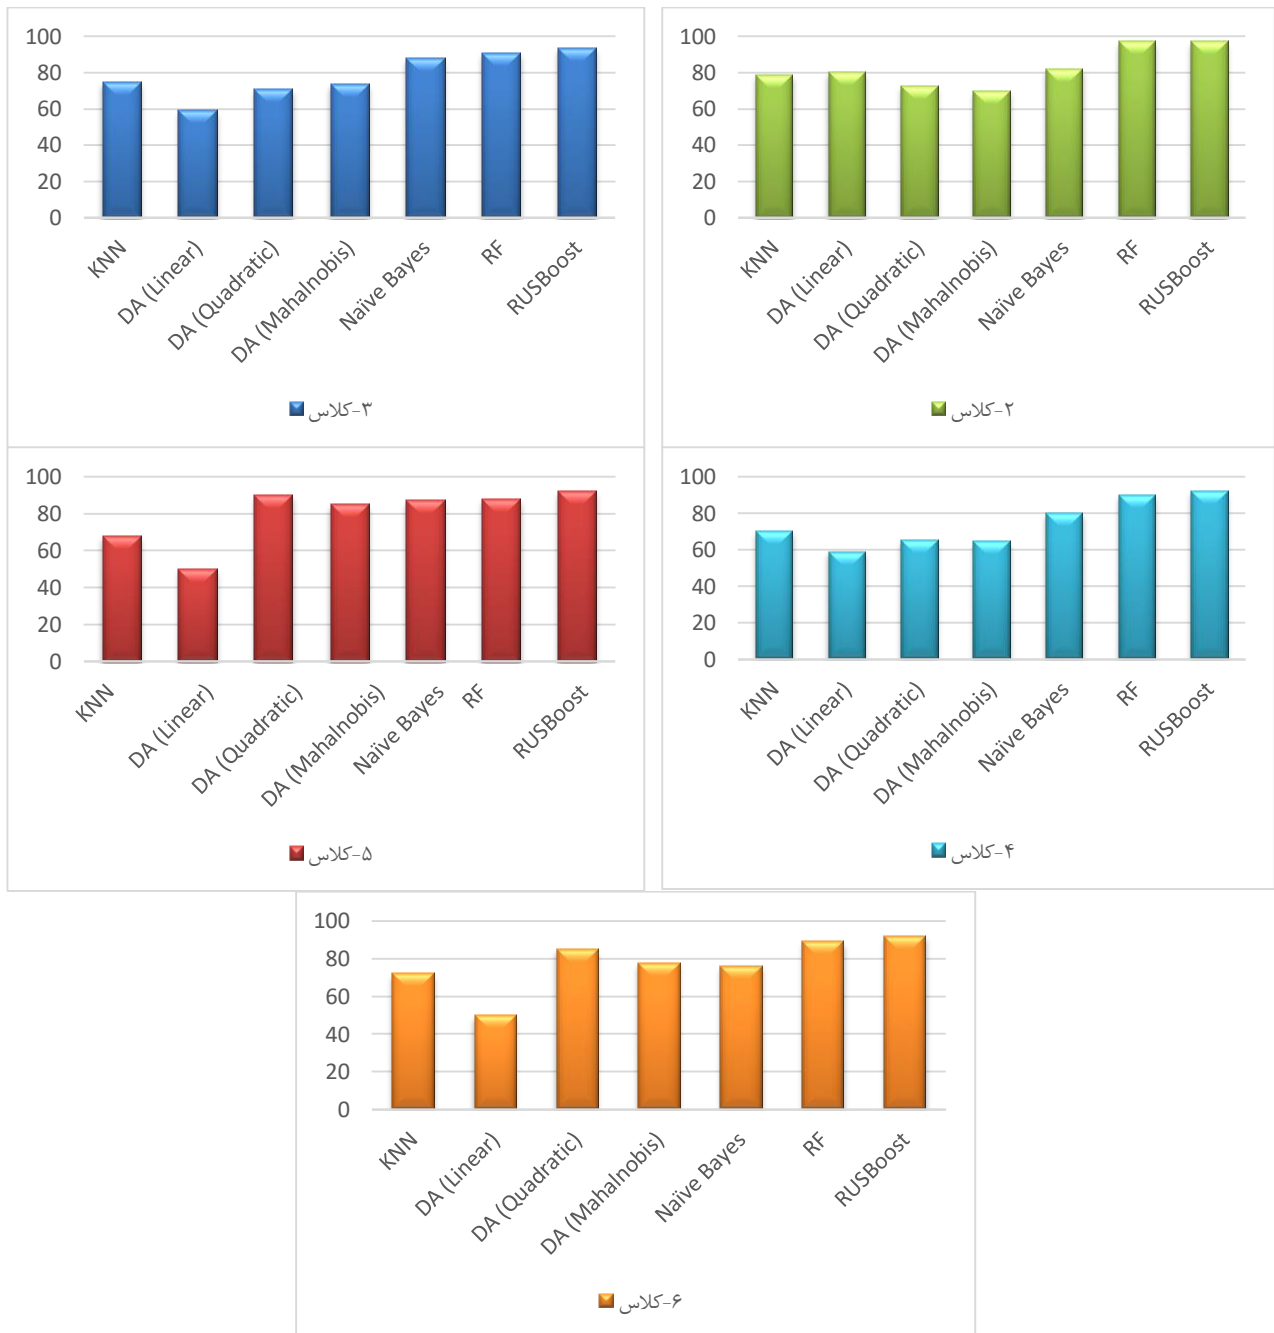 100
80
60
40
20
0
KNN
DA (Linear)
DA (Quadratic)
DA (Mahalnobis)
Naïve Bayes
RF
RUSBoost
۳-کلاس
100
80
60
40
20
0
KNN
DA (Linear)
DA (Quadratic)
DA (Mahalnobis)
Naïve Bayes
RF
RUSBoost
۲-کلاس
100
80
60
40
20
0
KNN
DA (Linear)
DA (Quadratic)
DA (Mahalnobis)
Naïve Bayes
RF
RUSBoost
۵-کلاس
100
80
60
40
20
0
KNN
DA (Linear)
DA (Quadratic)
DA (Mahalnobis)
Naïve Bayes
RF
RUSBoost
۴-کلاس
100
80
60
40
20
0
KNN
DA (Linear)
DA (Quadratic)
DA (Mahalnobis)
Naïve Bayes
RF
RUSBoost
۶-کلاس